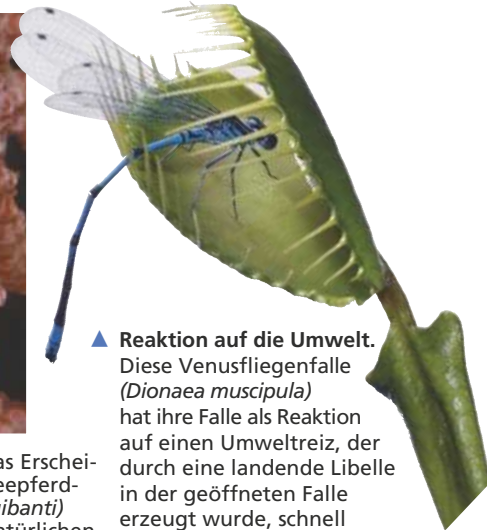 ▲ Reaktion auf die Umwelt.
Diese Venusfliegenfalle
(Dionaea muscipula)
hat ihre Falle als Reaktion
auf einen Umweltreiz, der
durch eine landende Libelle
in der geöffneten Falle
erzeugt wurde, schnell
as Erschei-
eepferd-
ibanti)